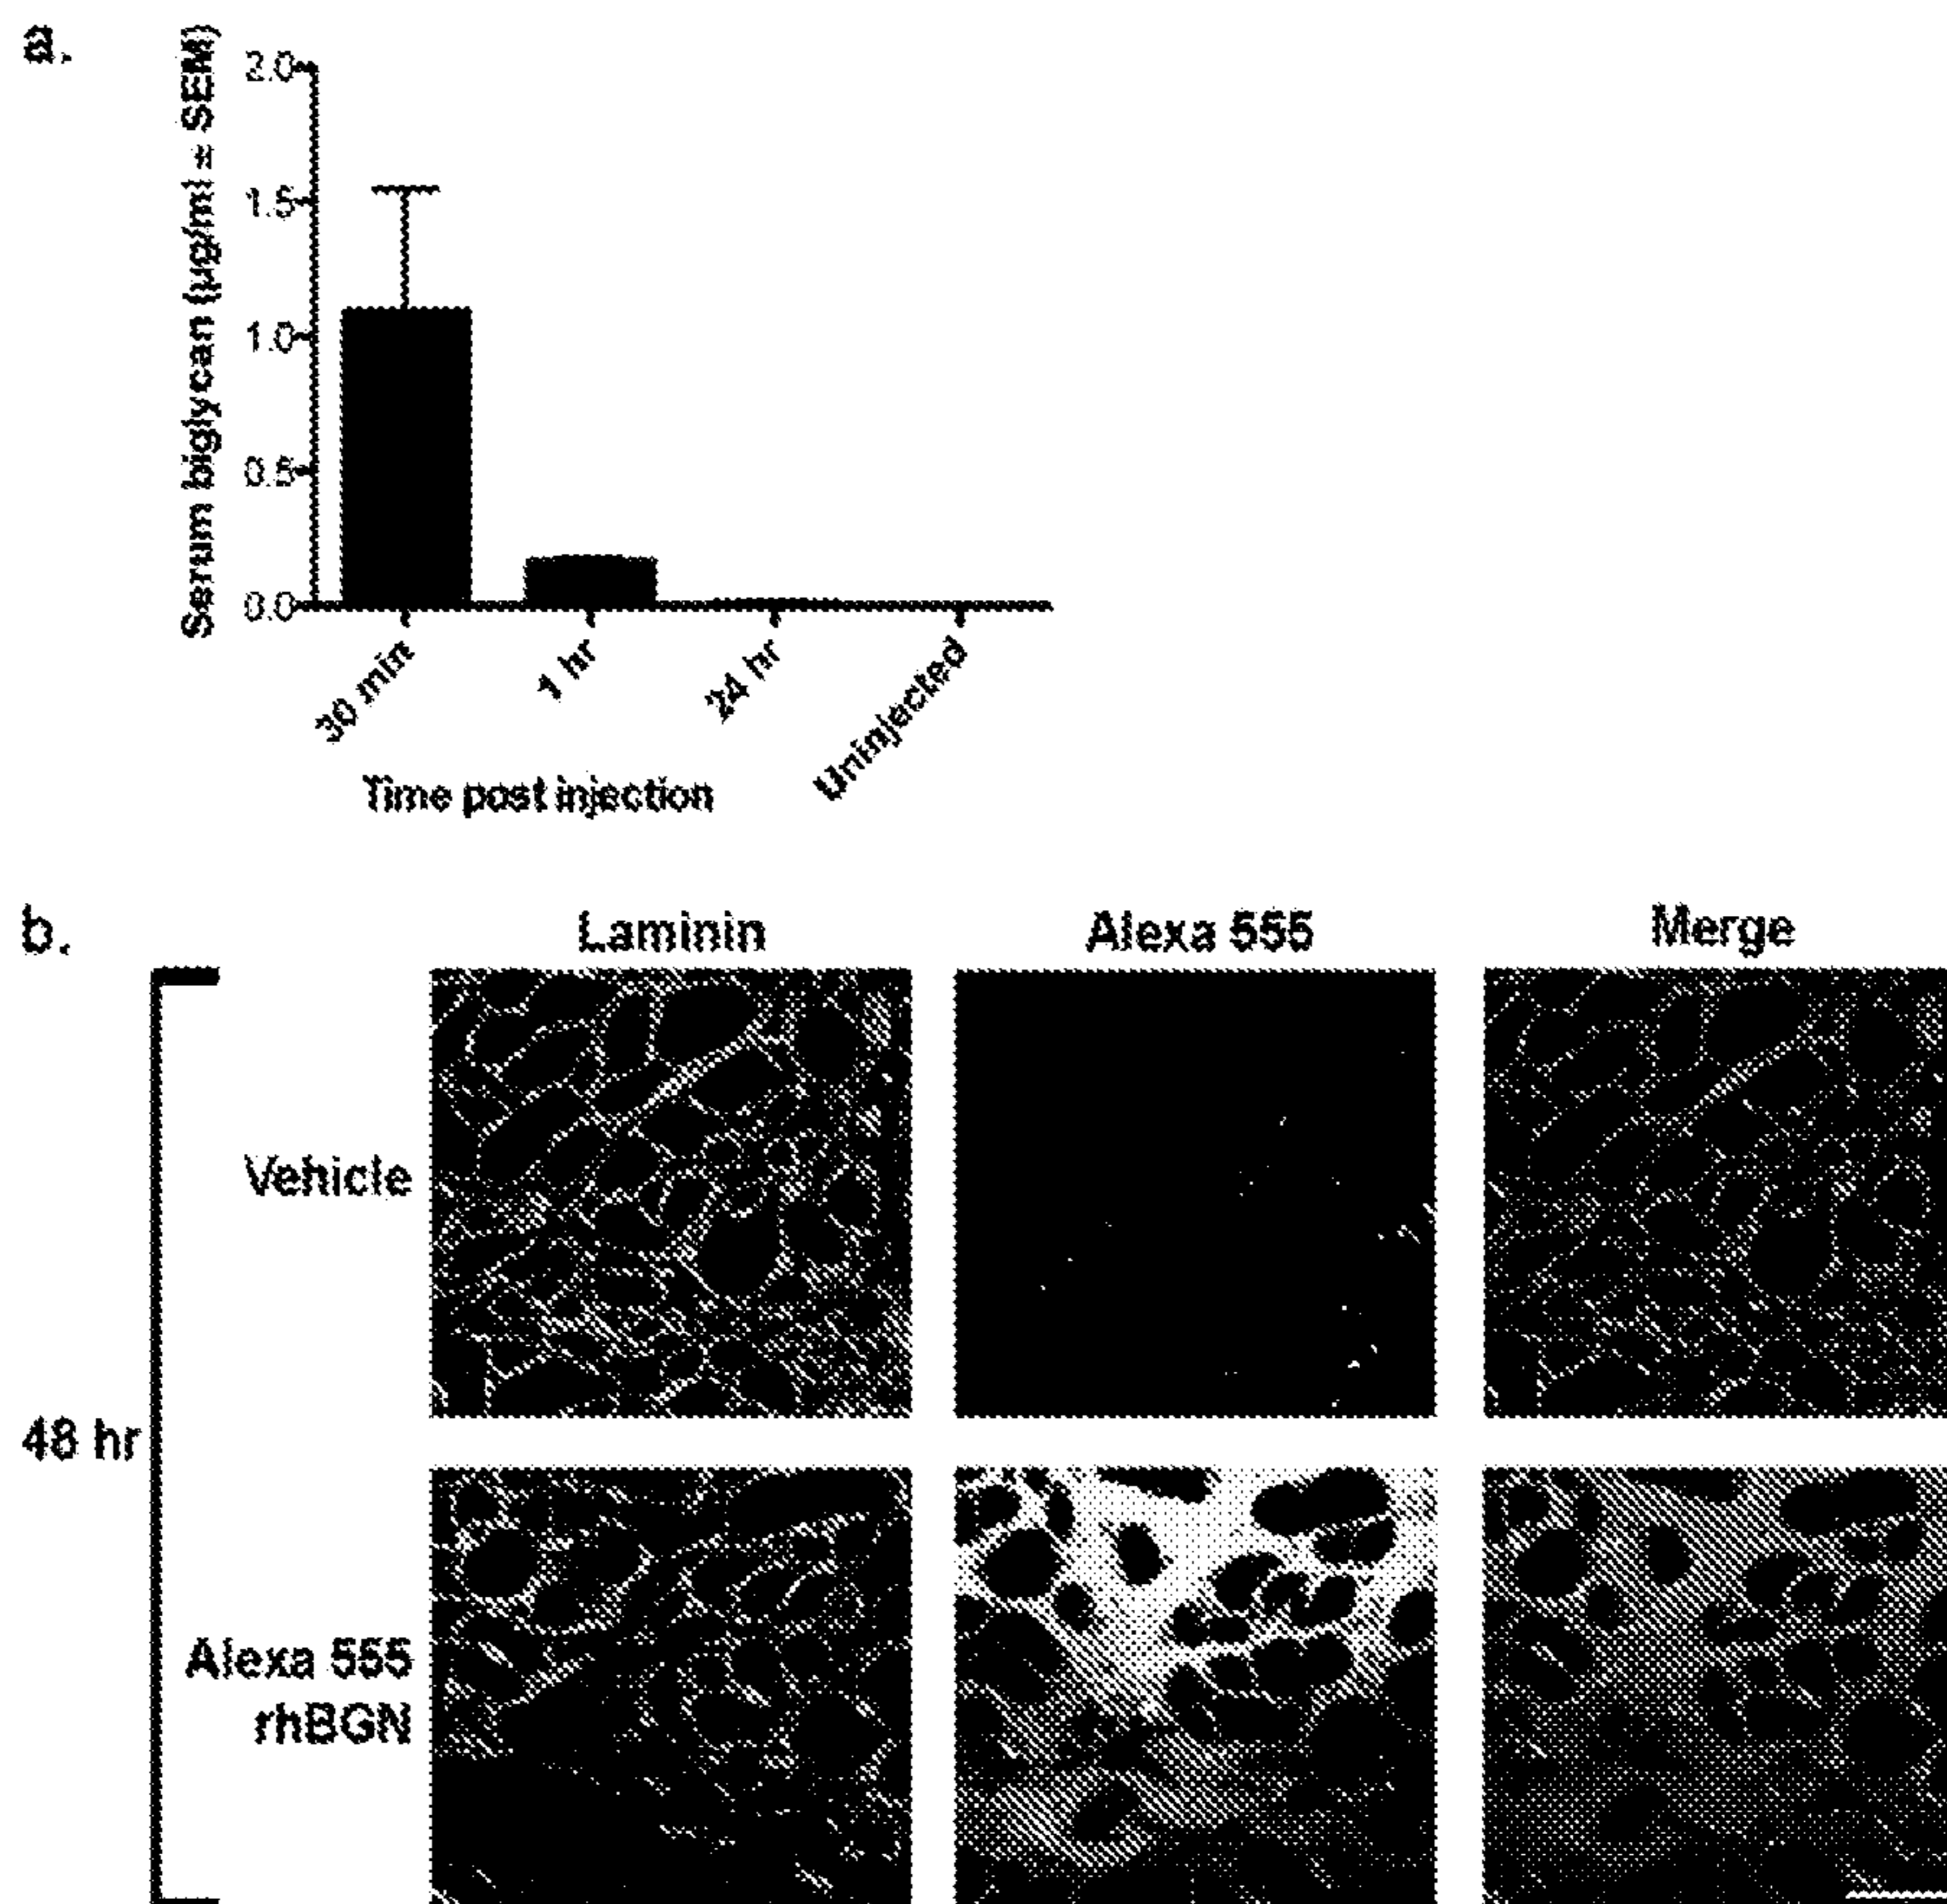 a.
Serum biglycan (µg/ml ± SEM)
2.0
1.5
1.0
0.5
0.0
30 min
1 hr
24 hr
Uninjected
Time post injection
b.
Laminin
Alexa 555
Merge
Vehicle
48 hr
Alexa 555
rhBGN